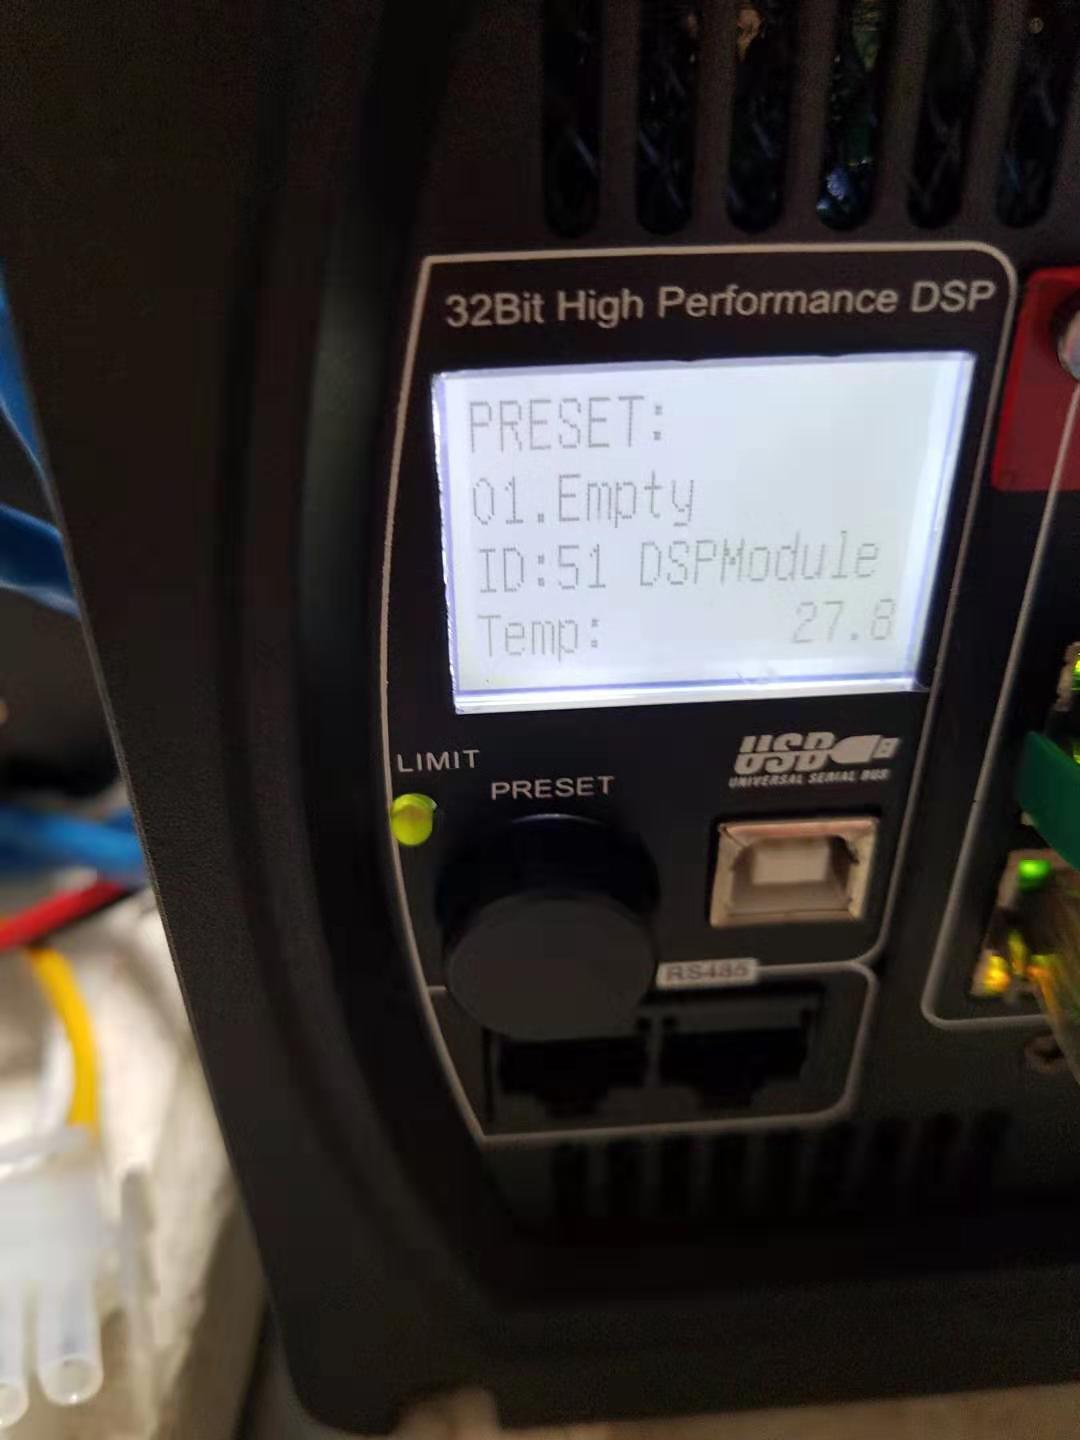 32Bit High Performance DSP
PRESET:
01.Empty
ID:51 DSPModule
Temp: 27.8
LIMIT
PRESET
USB
UNIVERSAL SERIAL BUS
RS485